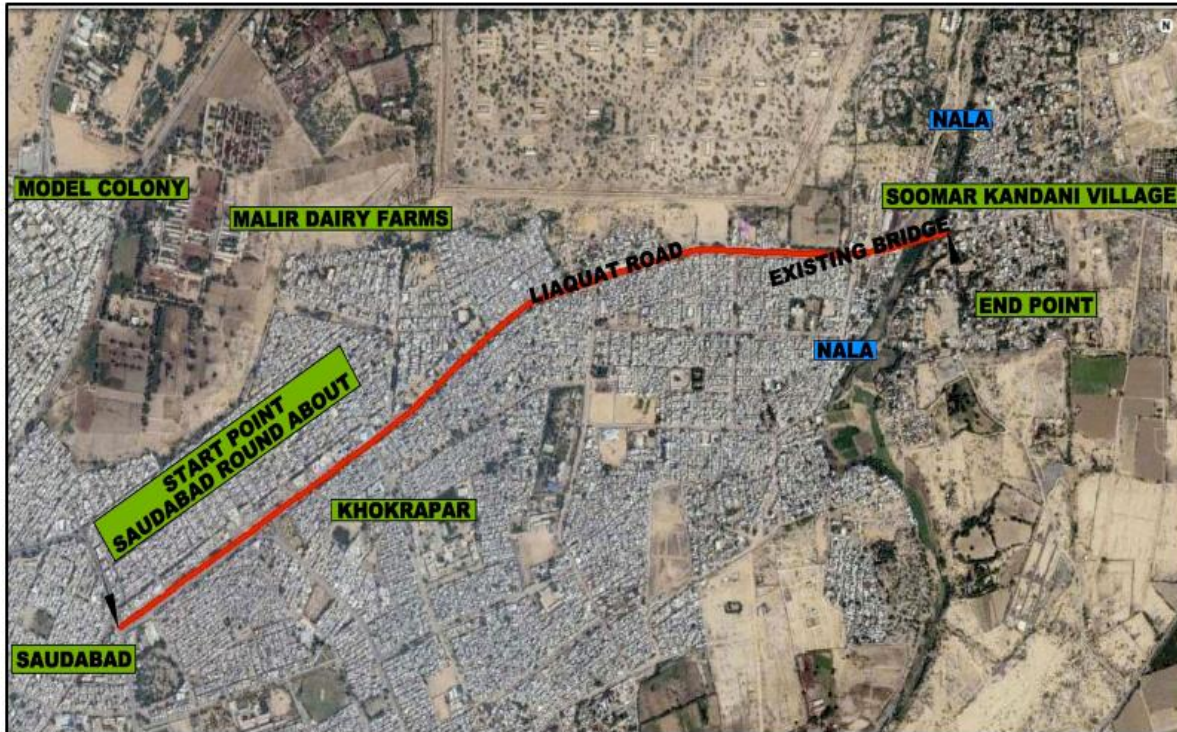 N
NALA
MODEL COLONY
SOOMAR KANDANI VILLAGE
MALIR DAIRY FARMS
LIAQUAT ROAD
EXISTING BRIDGE
END POINT
NALA
START POINT
SAUDABAD ROUND ABOUT
KHOKRAPAR
SAUDABAD